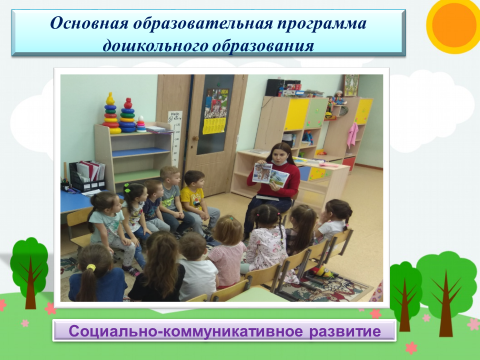 Основная образовательная программа
дошкольного образования
Социально-коммуникативное развитие